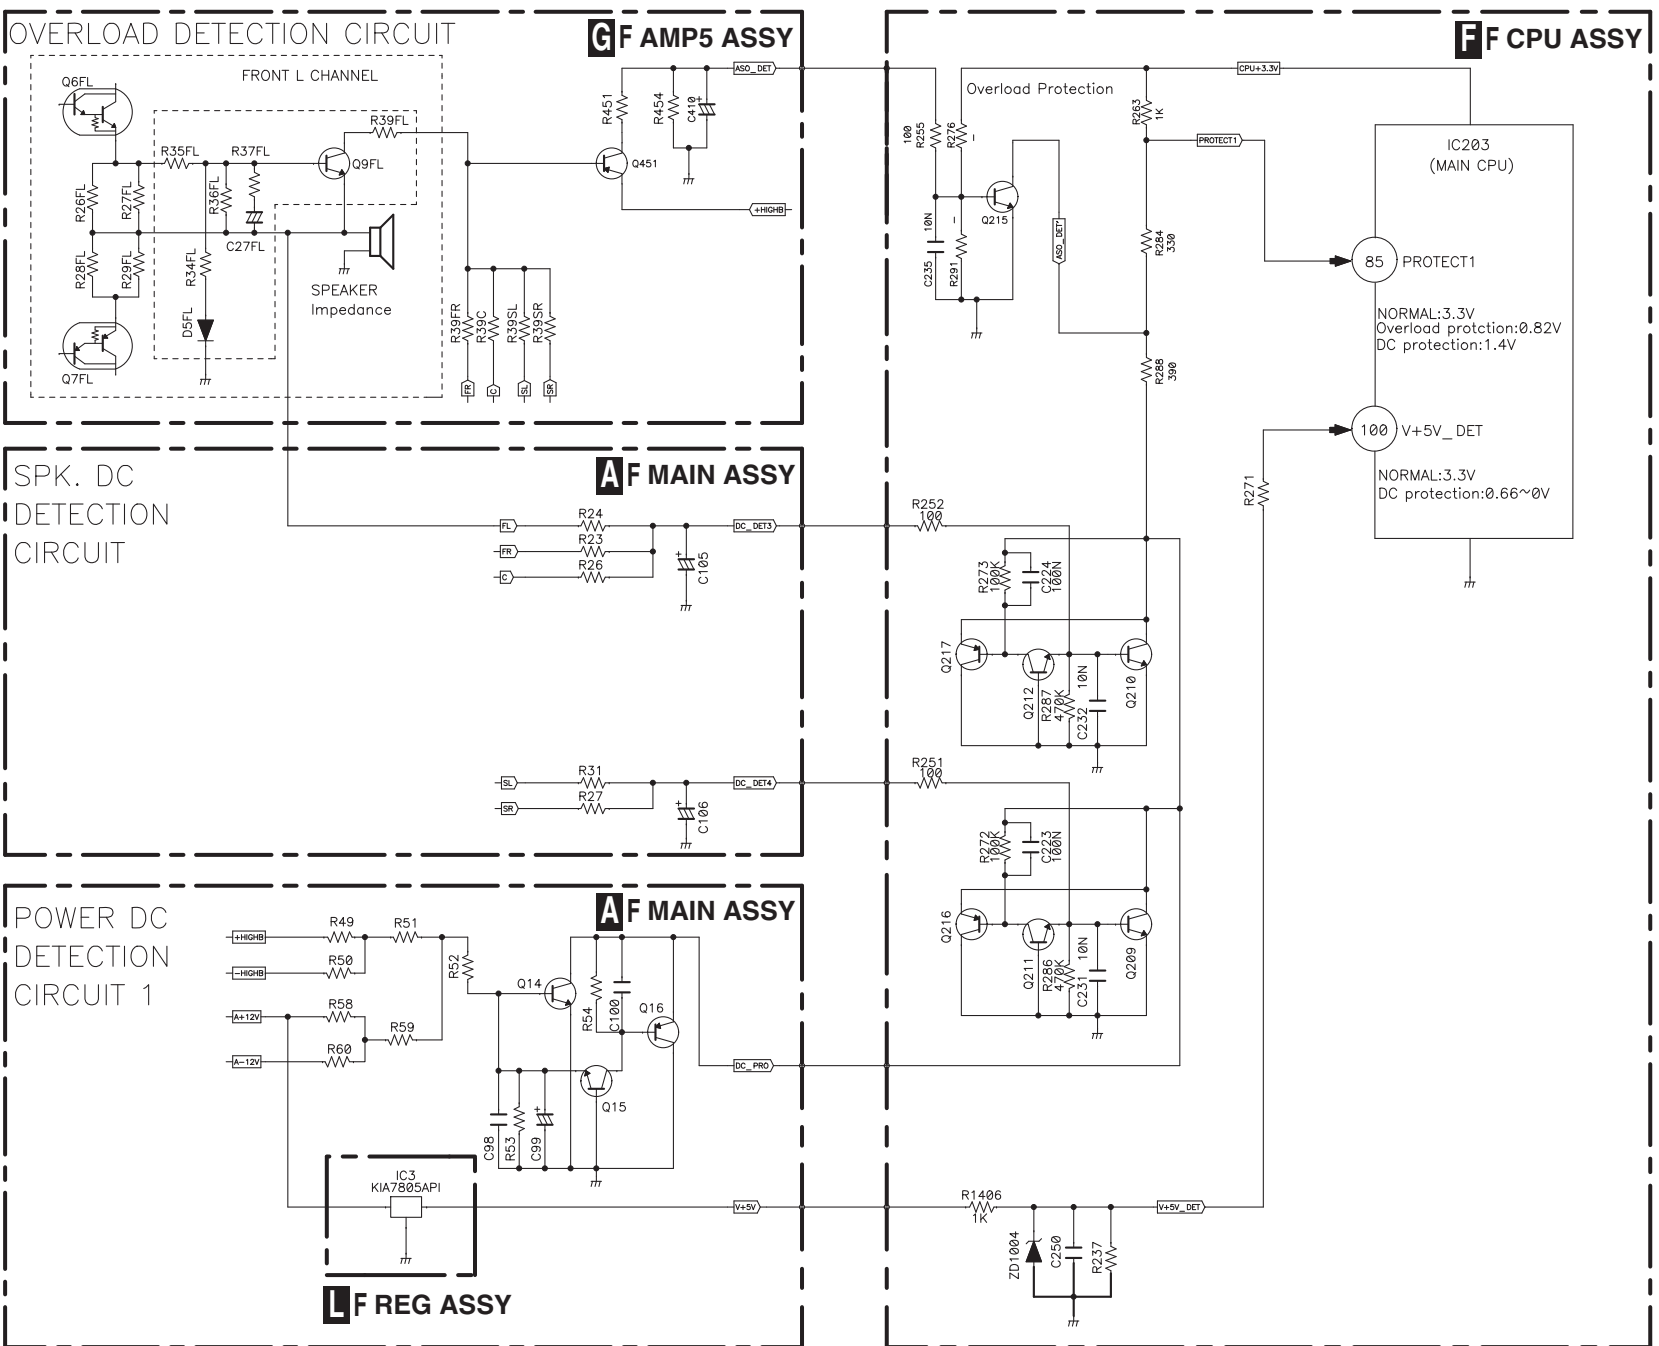 OVERLOAD DETECTION CIRCUIT
G F AMP5 ASSY
FRONT L CHANNEL
Q6FL
R39FL
R35FL
R37FL
Q9FL
R26FL
R27FL
R36FL
C27FL
R28FL
R29FL
R34FL
D5FL
Q7FL
SPEAKER
Impedance
R451
R454
C410
ASO_DET
Q451
+HIGHB
R39FR
R39C
R39SL
R39SR
FR
C
SL
SR
F F CPU ASSY
CPU+3.3V
Overload Protection
100
R255
R276
-
R263
1K
PROTECT1
IC203
(MAIN CPU)
Q215
10N
C235
-
R291
ASO_DETY
R284
330
85
PROTECT1
NORMAL:3.3V
Overload protction:0.82V
DC protection:1.4V
R288
390
100
V+5V_DET
NORMAL:3.3V
DC protection:0.66~0V
R271
SPK. DC
DETECTION
CIRCUIT
A F MAIN ASSY
FL
R24
FR
R23
C
R26
C105
DC_DET3
R252
100
R273
100K
C224
100N
Q217
Q212
R287
470K
10N
C232
Q210
SL
R31
SR
R27
C106
DC_DET4
R251
100
R272
100K
C223
100N
Q216
Q211
R286
470K
10N
C231
Q209
POWER DC
DETECTION
CIRCUIT 1
A F MAIN ASSY
+HIGHB
R49
R51
-HIGHB
R50
R52
A+12V
R58
R59
A-12V
R60
Q14
R54
C100
Q16
DC_PRO
Q15
C98
R53
C99
IC3
KIA7805API
V+5V
L F REG ASSY
R1406
1K
V+5V_DET
ZD1004
C250
R237